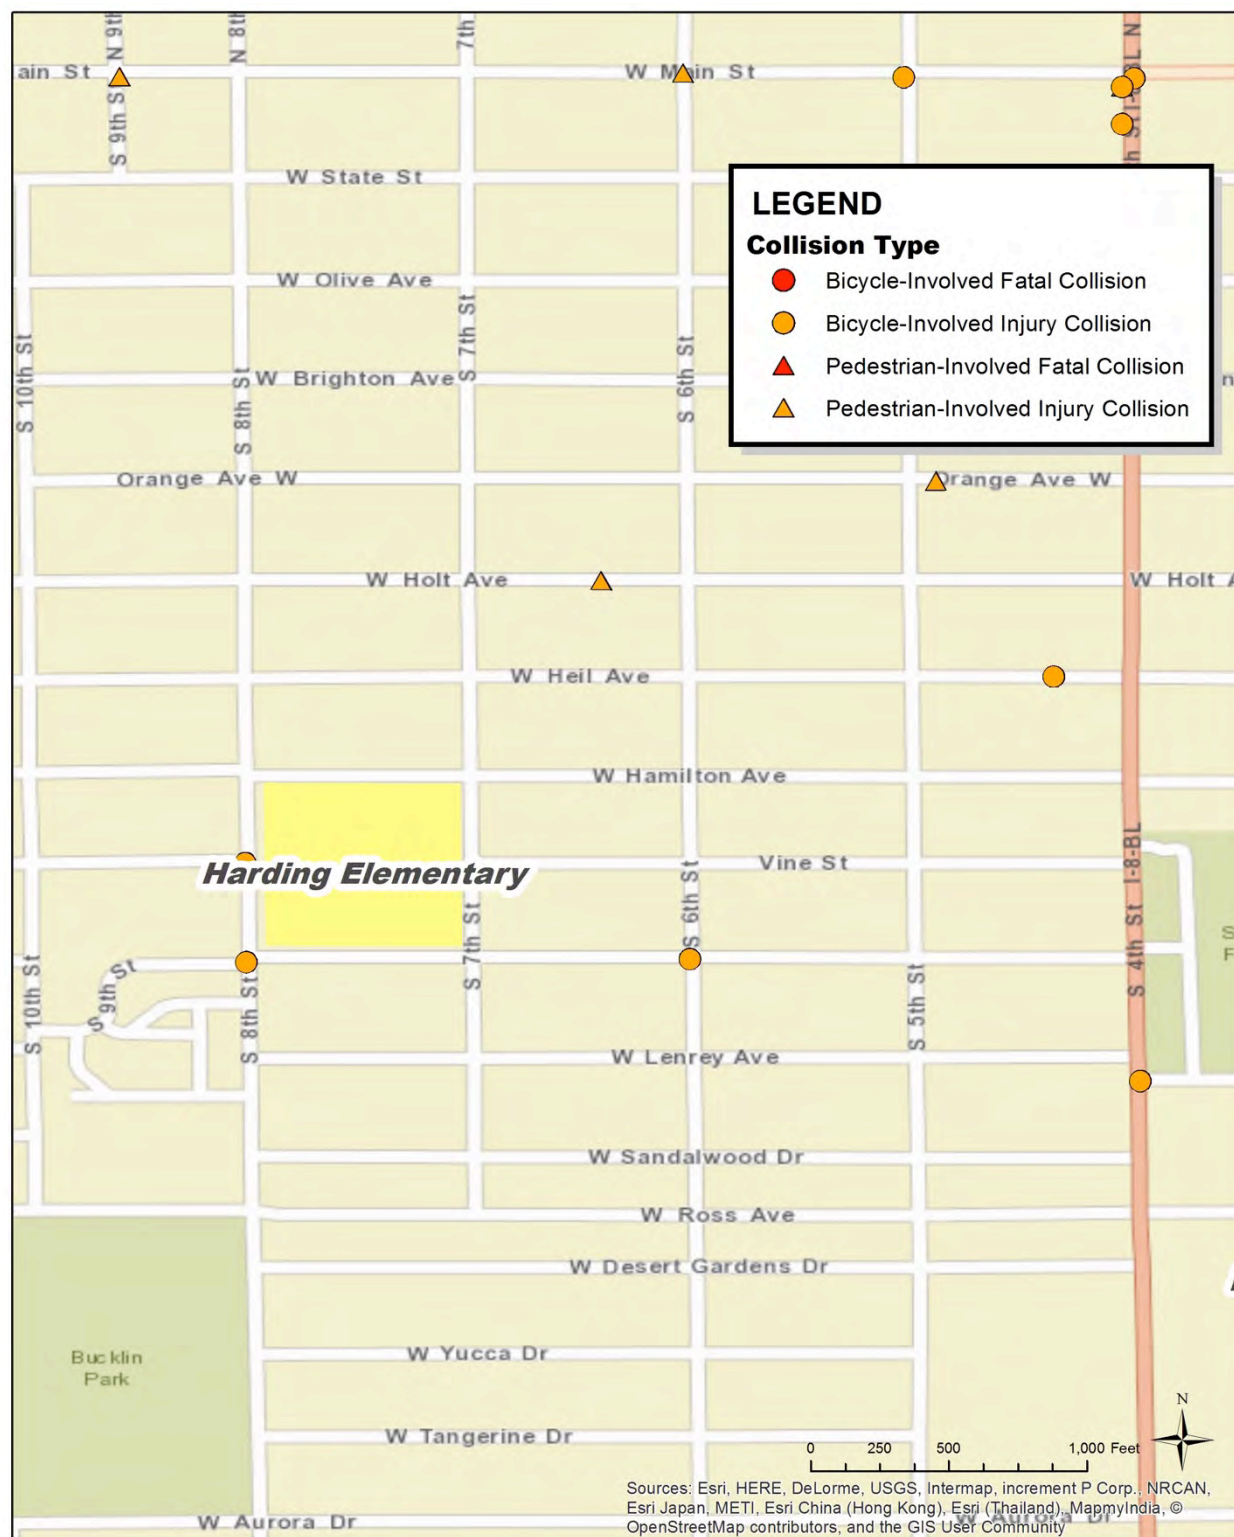 N 9th
N 8th
7th
ain St
W Main St
S 9th St
W State St
W Olive Ave
S 10th St
S 8th St
S 7th St
S 6th St
W Brighton Ave
LEGEND
Collision Type
Bicycle-Involved Fatal Collision
Bicycle-Involved Injury Collision
Pedestrian-Involved Fatal Collision
Pedestrian-Involved Injury Collision
Orange Ave W
Orange Ave W
W Holt Ave
W Holt A
W Heil Ave
W Hamilton Ave
Harding Elementary
Vine St
I-8-BL
S 6th St
S 7th St
S 4th St
S 9th St
S 10th St
S 8th St
S 5th St
W Lenrey Ave
W Sandalwood Dr
W Ross Ave
W Desert Gardens Dr
Bucklin
Park
W Yucca Dr
W Tangerine Dr
N
0 250 500 1,000 Feet
Sources: Esri, HERE, DeLorme, USGS, Intermap, increment P Corp., NRCAN,
Esri Japan, METI, Esri China (Hong Kong), Esri (Thailand), MapmyIndia, ©
OpenStreetMap contributors, and the GIS User Community
W Aurora Dr
W Aurora Dr